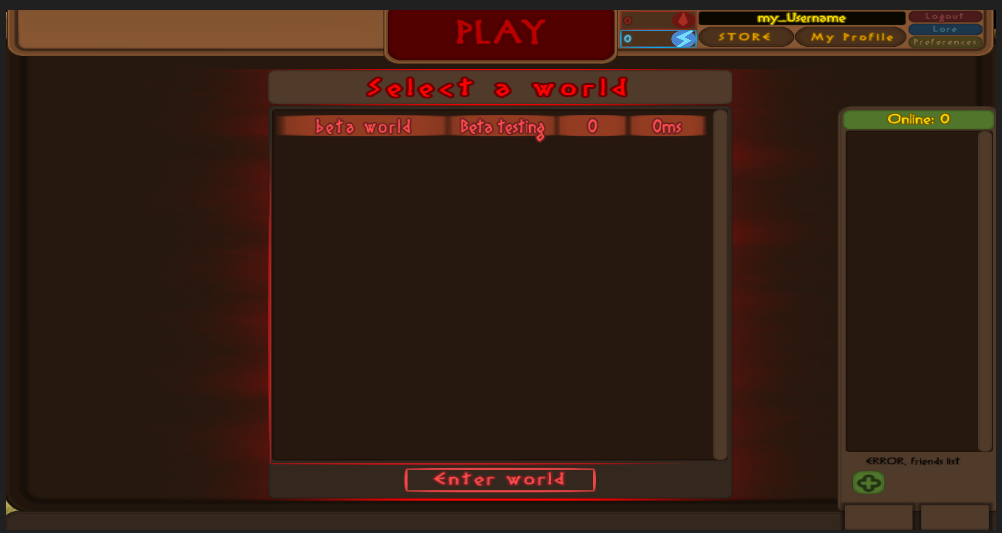 PLAY
0
0
my_Username
STORE
My Profile
Logout
Lore
Preferences
Select a world
beta world Beta testing 0 0ms
Enter world
Online: 0
ERROR, friends list